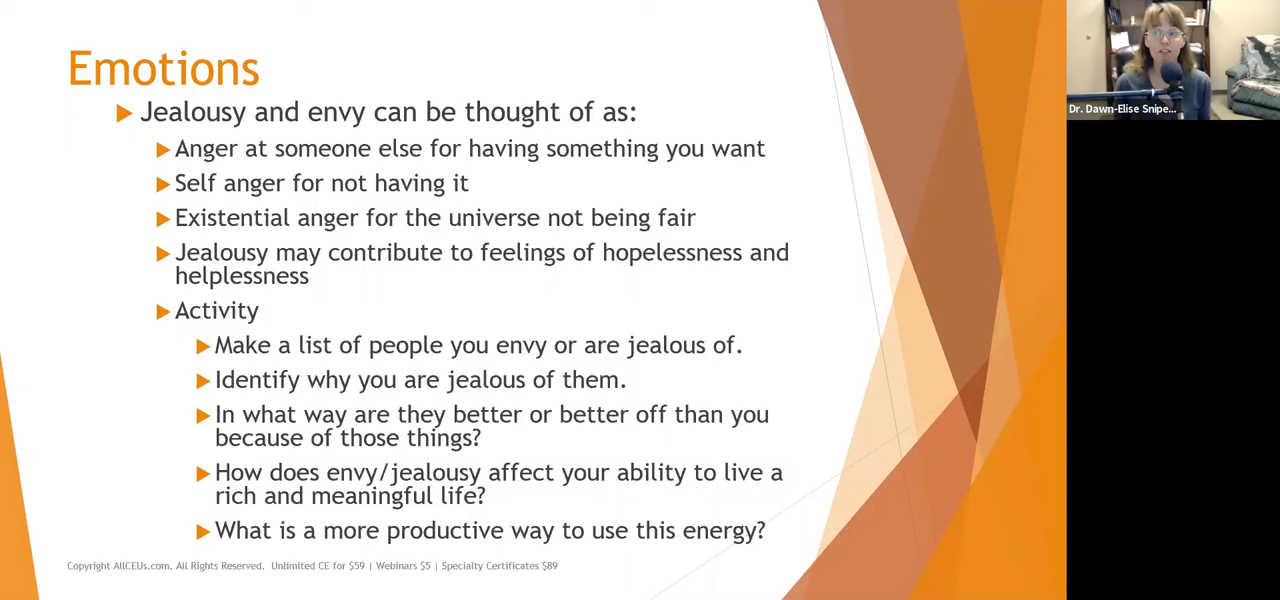 Emotions
Jealousy and envy can be thought of as:
Anger at someone else for having something you want
Self anger for not having it
Existential anger for the universe not being fair
Jealousy may contribute to feelings of hopelessness and
helplessness
Activity
Make a list of people you envy or are jealous of.
Identify why you are jealous of them.
In what way are they better or better off than you
because of those things?
How does envy/jealousy affect your ability to live a
rich and meaningful life?
What is a more productive way to use this energy?
Copyright AllCEUs.com. All Rights Reserved. Unlimited CE for $59 | Webinars $5 | Specialty Certificates $89
Dr. Dawn-Elise Snipe...